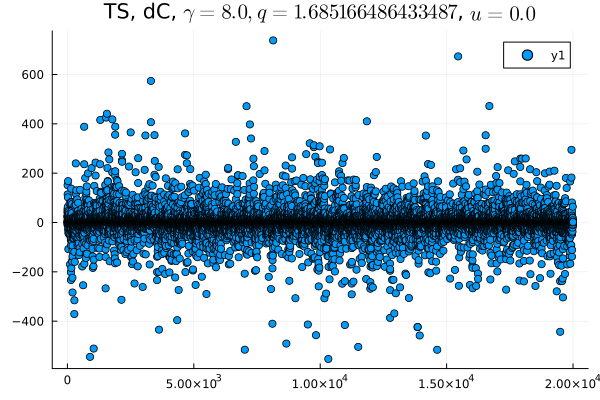 TS, dC, γ = 8.0, q = 1.685166486433487, u = 0.0
y1
600
400
200
0
−200
−400
0 5.00×10³ 1.00×10⁴ 1.50×10⁴ 2.00×10⁴